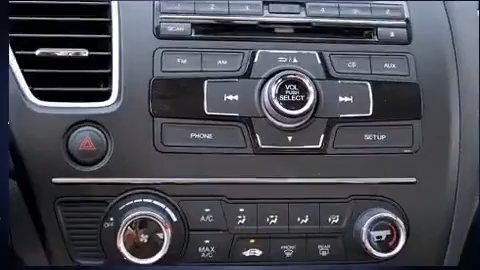 SCAN
FM AM CD AUX
VOL
PUSH
SELECT
PHONE SETUP
OFF A/C
MAX
A/C
FRONT REAR